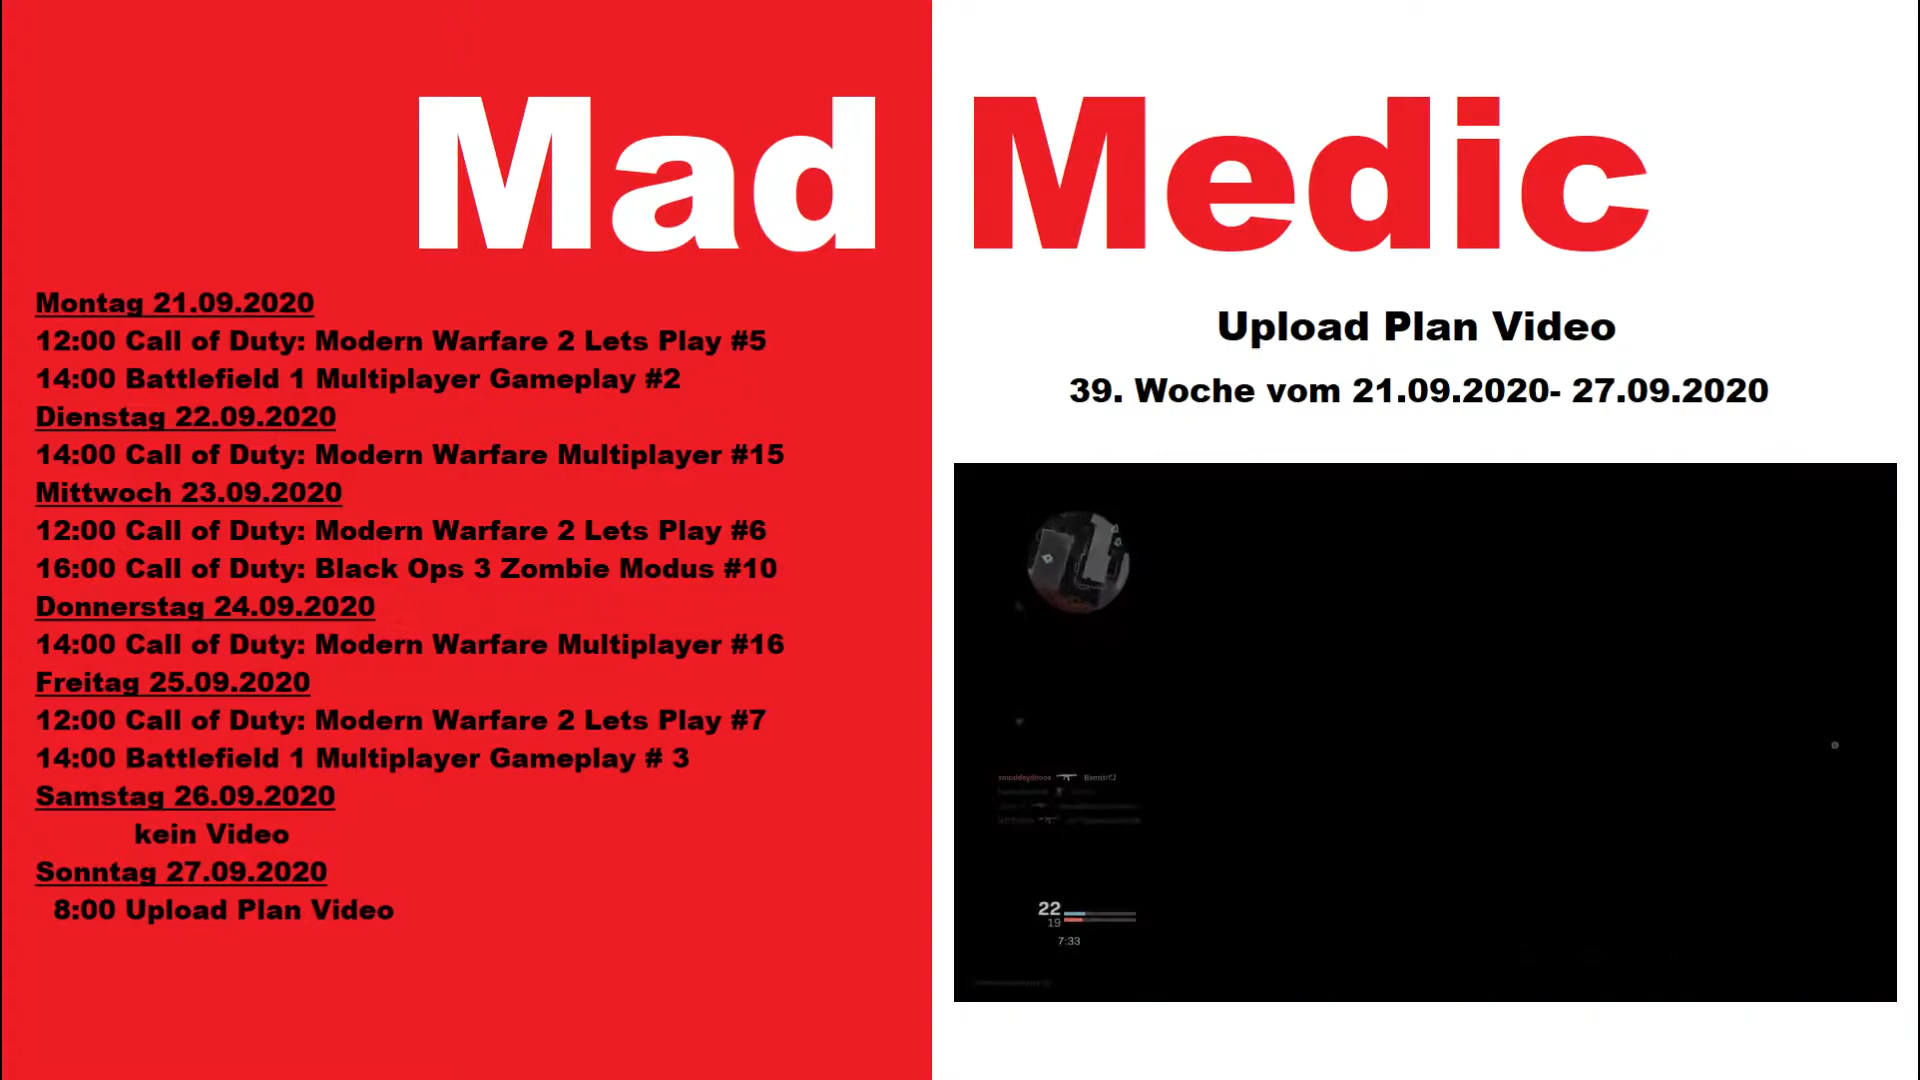 Mad Medic
Montag 21.09.2020
12:00 Call of Duty: Modern Warfare 2 Lets Play #5
14:00 Battlefield 1 Multiplayer Gameplay #2
Dienstag 22.09.2020
14:00 Call of Duty: Modern Warfare Multiplayer #15
Mittwoch 23.09.2020
12:00 Call of Duty: Modern Warfare 2 Lets Play #6
16:00 Call of Duty: Black Ops 3 Zombie Modus #10
Donnerstag 24.09.2020
14:00 Call of Duty: Modern Warfare Multiplayer #16
Freitag 25.09.2020
12:00 Call of Duty: Modern Warfare 2 Lets Play #7
14:00 Battlefield 1 Multiplayer Gameplay # 3
Samstag 26.09.2020
kein Video
Sonntag 27.09.2020
8:00 Upload Plan Video
Upload Plan Video
39. Woche vom 21.09.2020- 27.09.2020
22
19
7:33